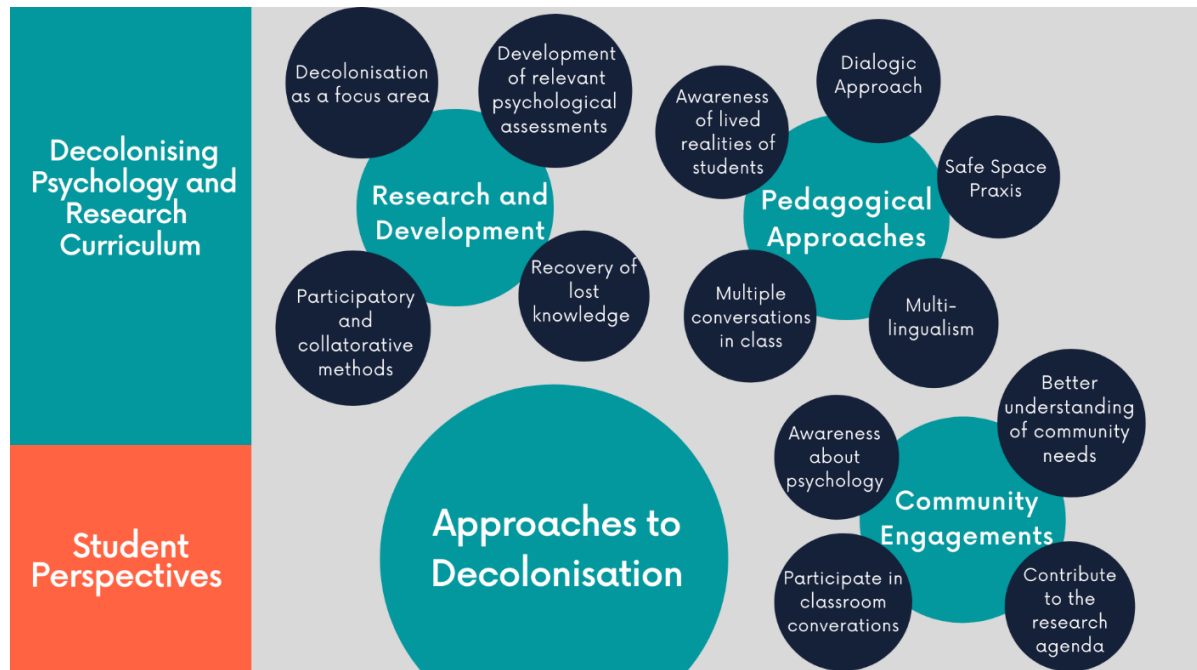 Decolonising
Psychology and
Research
Curriculum
Student
Perspectives
Decolonisation
as a focus area
Development
of relevant
psychological
assessments
Research and
Development
Participatory
and
collatorative
methods
Recovery of
lost
knowledge
Awareness
of lived
realities of
students
Dialogic
Approach
Safe Space
Praxis
Pedagogical
Approaches
Multiple
conversations
in class
Multi-
lingualism
Approaches to
Decolonisation
Awareness
about
psychology
Better
understanding
of community
needs
Community
Engagements
Participate in
classroom
converations
Contribute
to the
research
agenda